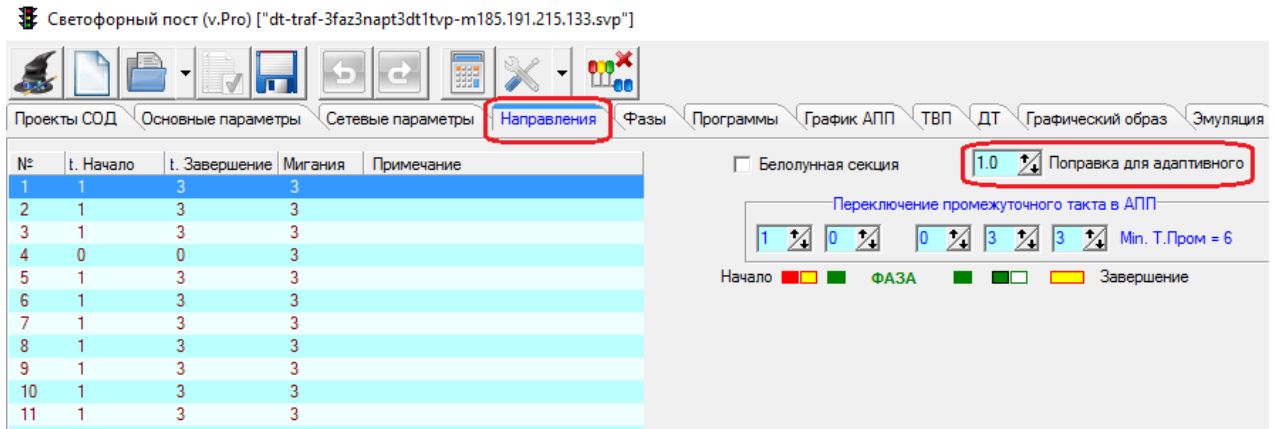 Светофорный пост (v.Pro) ["dt-traf-3faz3napt3dt1tvp-m185.191.215.133.svp"]
Проекты СОД Основные параметры Сетевые параметры Направления Фазы Программы График АПП ТВП ДТ Графический образ Эмуляция
№ t. Начало t. Завершение Мигания Примечание
1 1 3 3
2 1 3 3
3 1 3 3
4 0 0 3
5 1 3 3
6 1 3 3
7 1 3 3
8 1 3 3
9 1 3 3
10 1 3 3
11 1 3 3
Белолунная секция 1.0 Поправка для адаптивного
Переключение промежуточного такта в АПП
1 0 0 3 3 Min. Т.Пром = 6
Начало ФАЗА Завершение